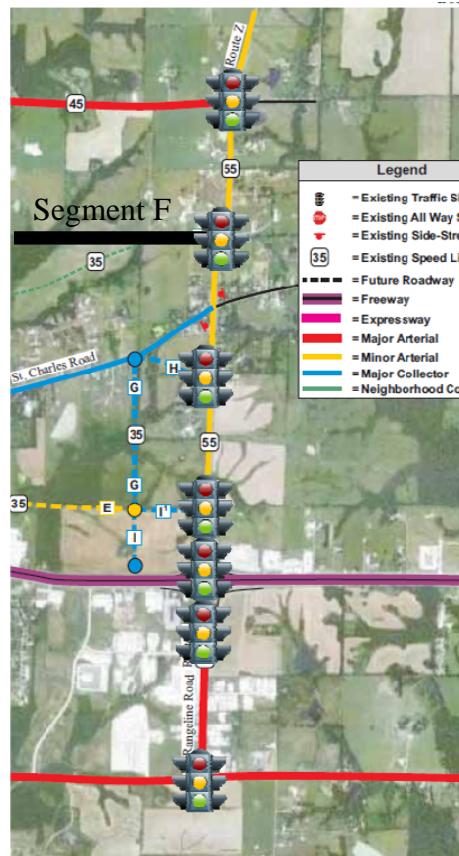 Route Z
45
55
Segment F
35
St. Charles Road
H
G
35
G
55
35
E
I'
I
Rangeline Road
Legend
= Existing Traffic Si
= Existing All Way S
= Existing Side-Stre
35 = Existing Speed Li
= Future Roadway
= Freeway
= Expressway
= Major Arterial
= Minor Arterial
= Major Collector
= Neighborhood Co